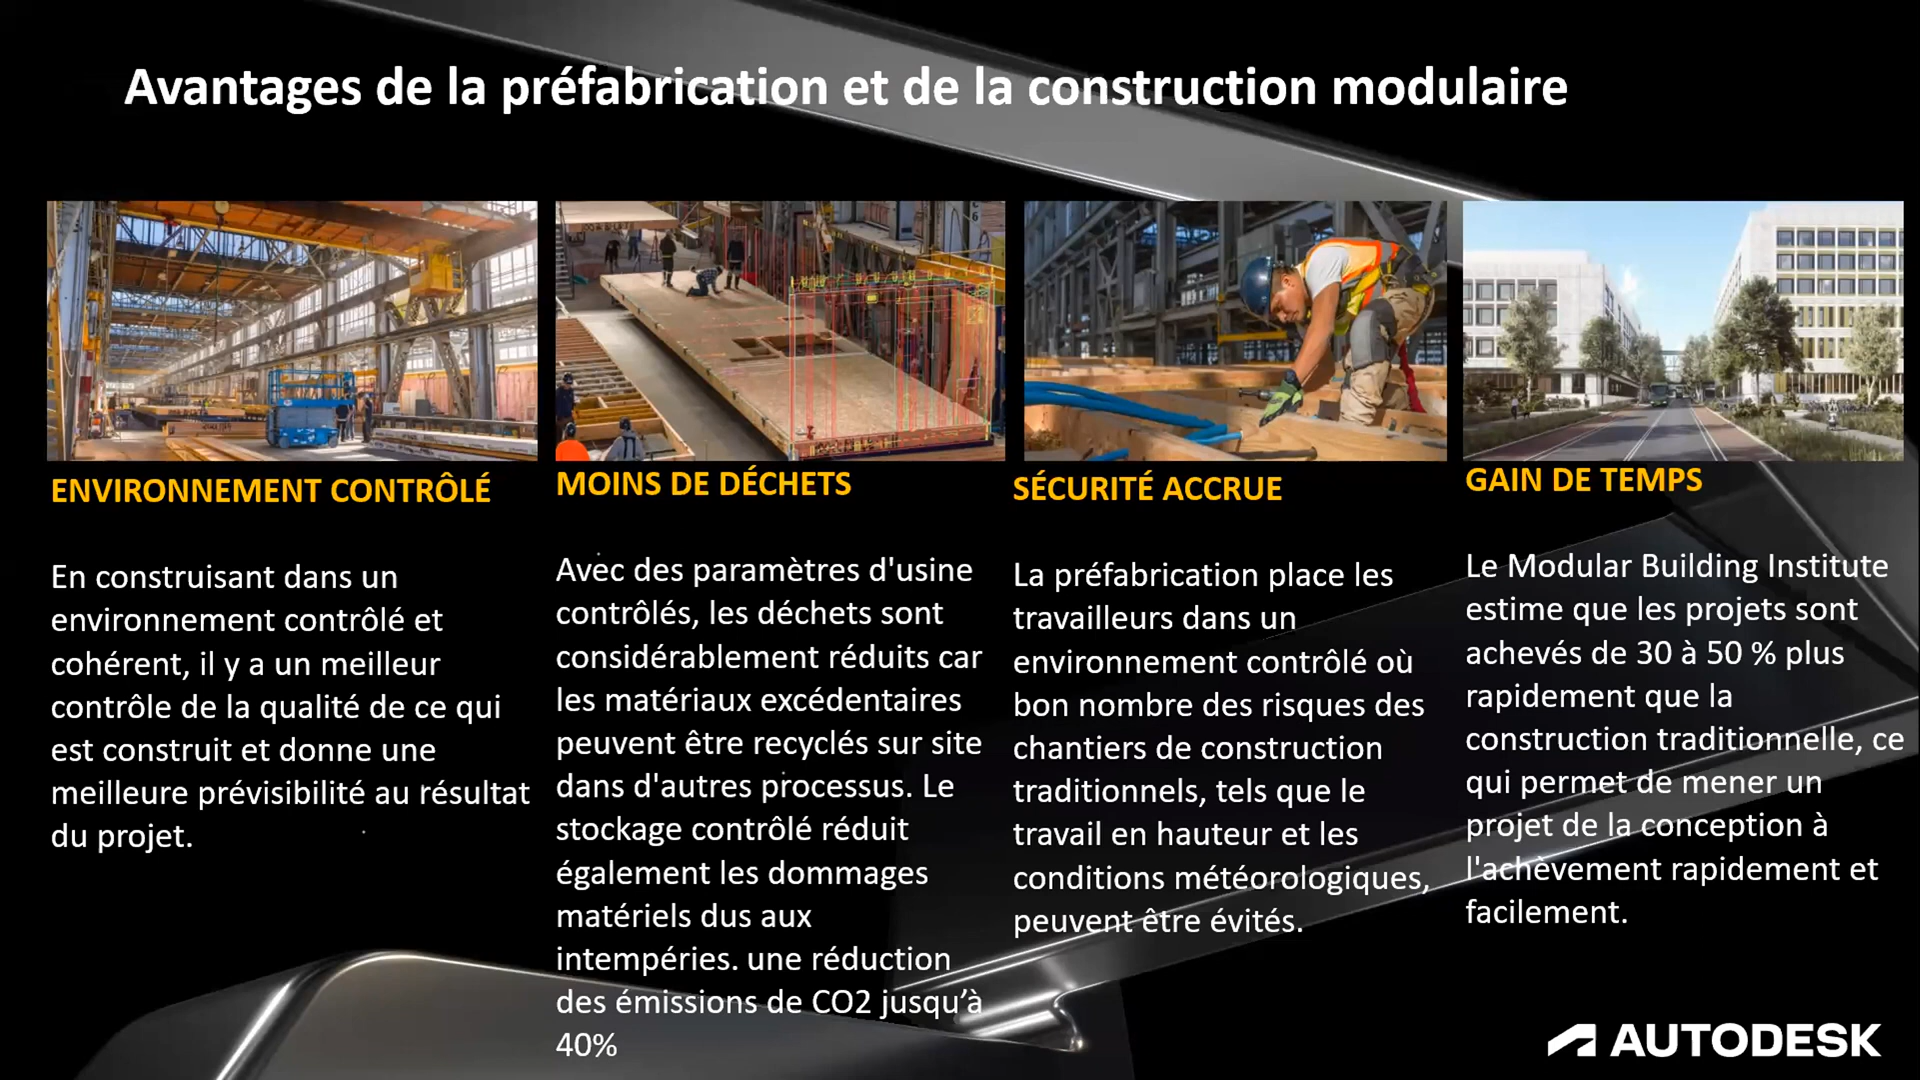 Avantages de la préfabrication et de la construction modulaire
ENVIRONNEMENT CONTRÔLÉ
En construisant dans un
environnement contrôlé et
cohérent, il y a un meilleur
contrôle de la qualité de ce qui
est construit et donne une
meilleure prévisibilité au résultat
du projet.
MOINS DE DÉCHETS
Avec des paramètres d'usine
contrôlés, les déchets sont
considérablement réduits car
les matériaux excédentaires
peuvent être recyclés sur site
dans d'autres processus. Le
stockage contrôlé réduit
également les dommages
matériels dus aux
intempéries. une réduction
des émissions de CO2 jusqu’à
40%
SÉCURITÉ ACCRUE
La préfabrication place les
travailleurs dans un
environnement contrôlé où
bon nombre des risques des
chantiers de construction
traditionnels, tels que le
travail en hauteur et les
conditions météorologiques,
peuvent être évités.
GAIN DE TEMPS
Le Modular Building Institute
estime que les projets sont
achevés de 30 à 50 % plus
rapidement que la
construction traditionnelle, ce
qui permet de mener un
projet de la conception à
l'achèvement rapidement et
facilement.
AUTODESK